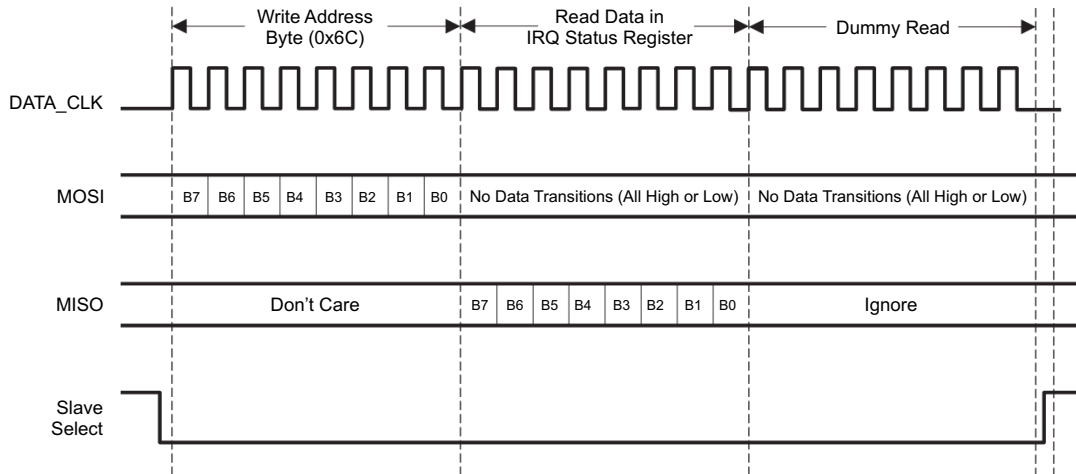 Write Address
Byte (0x6C)
Read Data in
IRQ Status Register
Dummy Read
DATA_CLK
MOSI
B7 B6 B5 B4 B3 B2 B1 B0
No Data Transitions (All High or Low)
No Data Transitions (All High or Low)
MISO
Don’t Care
B7 B6 B5 B4 B3 B2 B1 B0
Ignore
Slave
Select